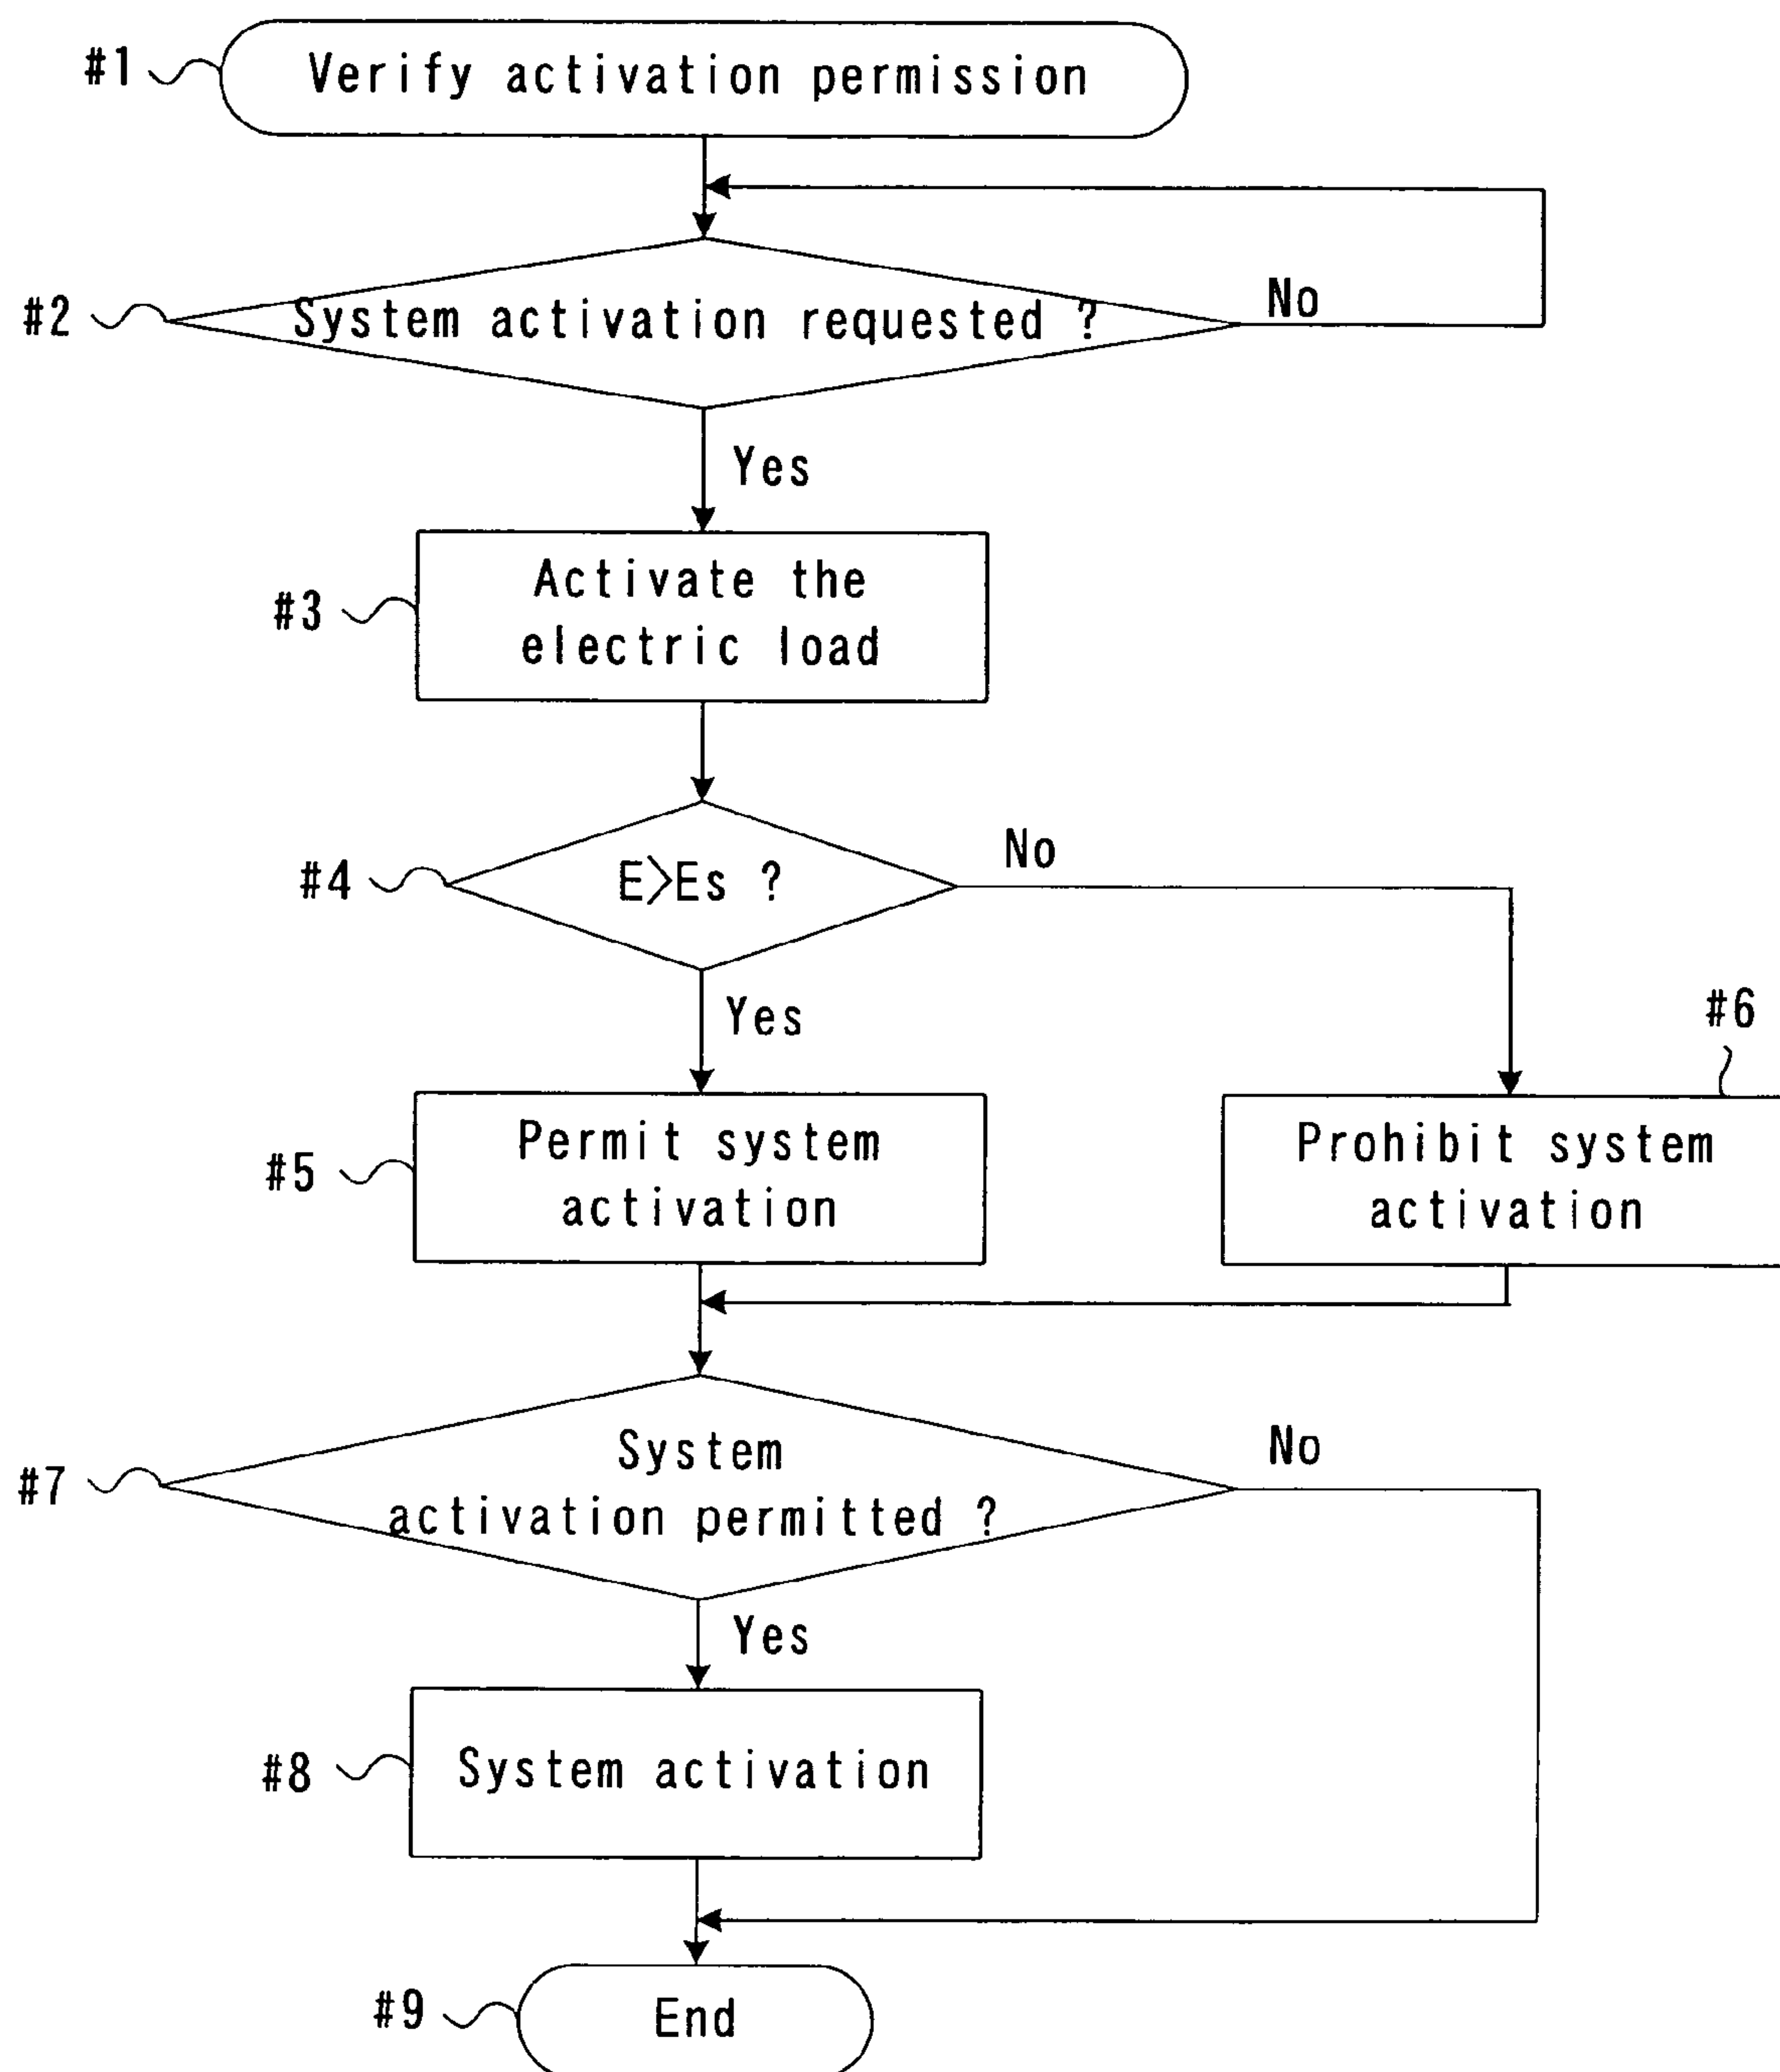 #1
Verify activation permission
#2
System activation requested ?
No
Yes
#3
Activate the
electric load
#4
E>Es ?
No
Yes
#5
Permit system
activation
#6
Prohibit system
activation
#7
System
activation permitted ?
No
Yes
#8
System activation
#9
End